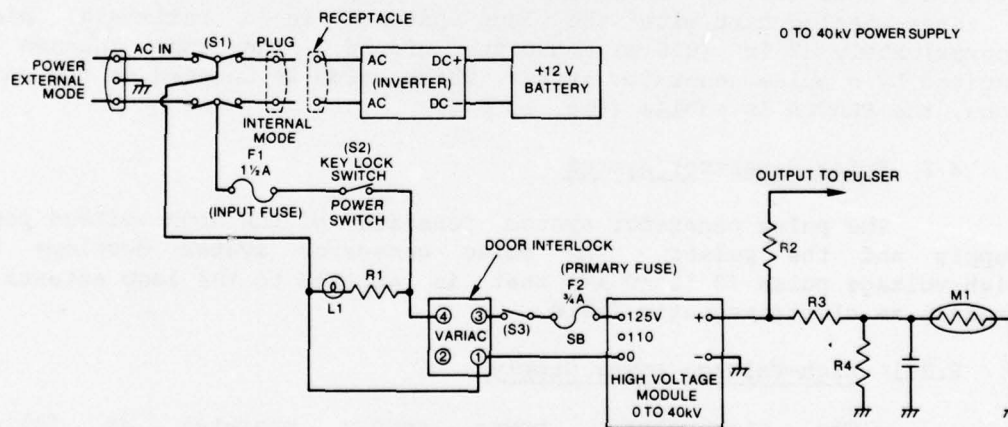 RECEPTACLE
0 TO 40kV POWER SUPPLY
AC IN
(S1)
PLUG
POWER
EXTERNAL
MODE
AC
DC+
(INVERTER)
AC
DC−
+12 V
BATTERY
INTERNAL
MODE
F1
1½A
(INPUT FUSE)
(S2)
KEY LOCK
SWITCH
POWER
SWITCH
OUTPUT TO PULSER
R2
DOOR INTERLOCK
(PRIMARY FUSE)
F2
¾A
SB
L1
R1
4
3
VARIAC
2
1
(S3)
125V
110
0
+
−
HIGH VOLTAGE
MODULE
0 TO 40kV
R3
R4
M1